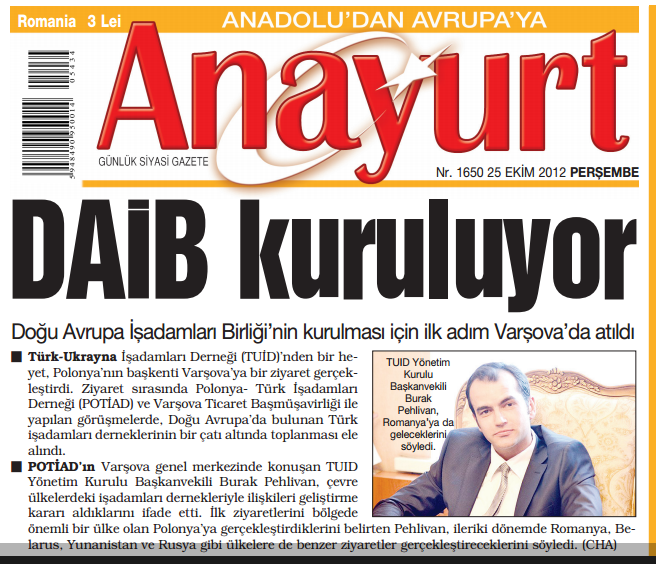 Romania 3 Lei
ANADOLU'DAN AVRUPA'YA
05434
5948490950014
Anayurt
GÜNLÜK SİYASİ GAZETE
Nr. 1650 25 EKİM 2012 PERŞEMBE
DAİB kuruluyor
Doğu Avrupa İşadamları Birliği'nin kurulması için ilk adım Varşova'da atıldı
■ Türk-Ukrayna İşadamları Derneği (TUİD)'nden bir he-
yet, Polonya'nın başkenti Varşova'ya bir ziyaret gerçek-
leştirdi. Ziyaret sırasında Polonya- Türk İşadamları
Derneği (POTİAD) ve Varşova Ticaret Başmüşavirliği ile
yapılan görüşmelerde, Doğu Avrupa'da bulunan Türk
işadamları derneklerinin bir çatı altında toplanması ele
alındı.
■ POTİAD'ın Varşova genel merkezinde konuşan TUID
Yönetim Kurulu Başkanvekili Burak Pehlivan, çevre
ülkelerdeki işadamları dernekleriyle ilişkileri geliştirme
kararı aldıklarını ifade etti. İlk ziyaretlerini bölgede
önemli bir ülke olan Polonya'ya gerçekleştirdiklerini belirten Pehlivan, ileriki dönemde Romanya, Be-
larus, Yunanistan ve Rusya gibi ülkelere de benzer ziyaretler gerçekleştireceklerini söyledi. (CHA)
TUID Yönetim
Kurulu
Başkanvekili
Burak
Pehlivan,
Romanya'ya da
geleceklerini
söyledi.